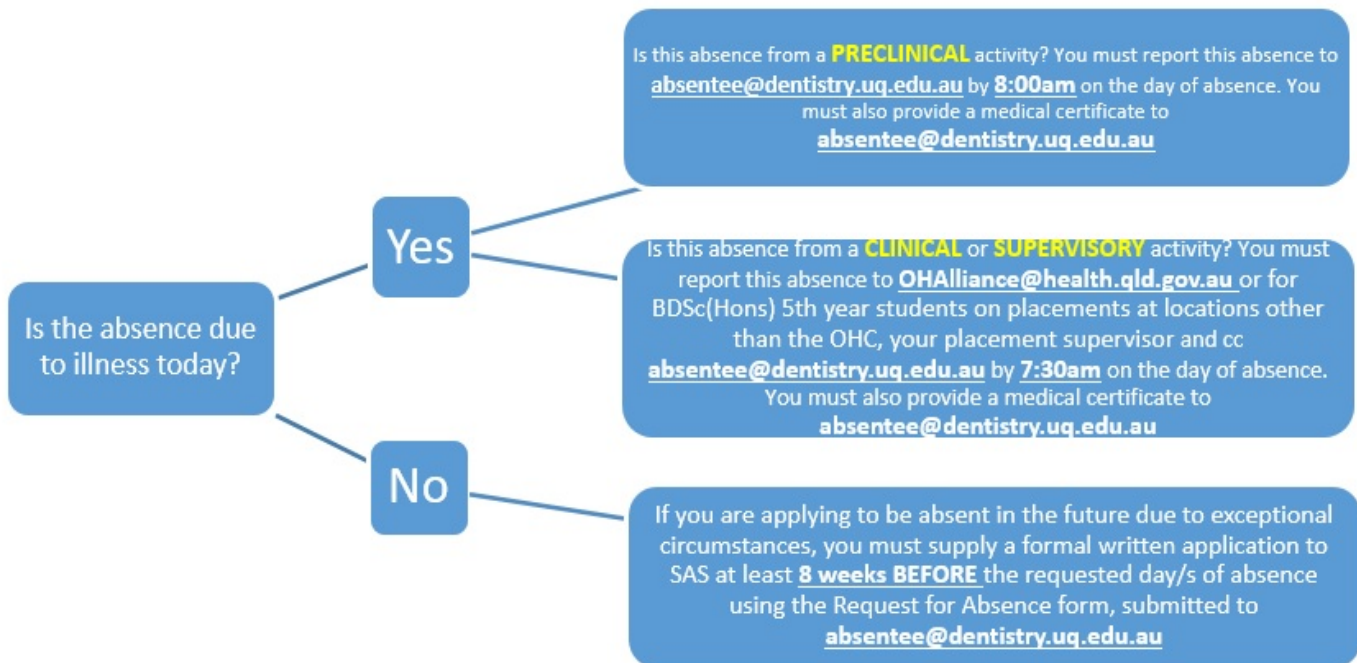 Is this absence from a PRECLINICAL activity? You must report this absence to
absentee@dentistry.uq.edu.au by 8:00am on the day of absence. You
must also provide a medical certificate to
absentee@dentistry.uq.edu.au
Yes
Is this absence from a CLINICAL or SUPERVISORY activity? You must
report this absence to OHAlliance@health.qld.gov.au or for
BDSc(Hons) 5th year students on placements at locations other
than the OHC, your placement supervisor and cc
absentee@dentistry.uq.edu.au by 7:30am on the day of absence.
You must also provide a medical certificate to
absentee@dentistry.uq.edu.au
Is the absence due
to illness today?
No
If you are applying to be absent in the future due to exceptional
circumstances, you must supply a formal written application to
SAS at least 8 weeks BEFORE the requested day/s of absence
using the Request for Absence form, submitted to
absentee@dentistry.uq.edu.au